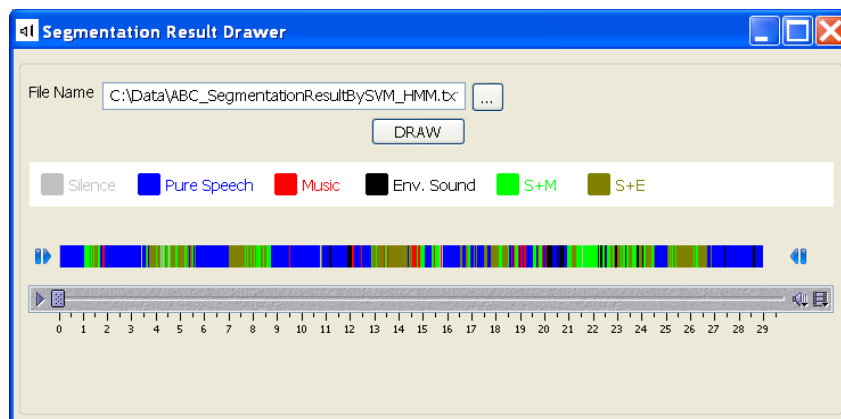 Segmentation Result Drawer
File Name C:\Data\ABC_SegmentationResultBySVM_HMM.tx ...
DRAW
Silence Pure Speech Music Env. Sound S+M S+E
0 1 2 3 4 5 6 7 8 9 10 11 12 13 14 15 16 17 18 19 20 21 22 23 24 25 26 27 28 29